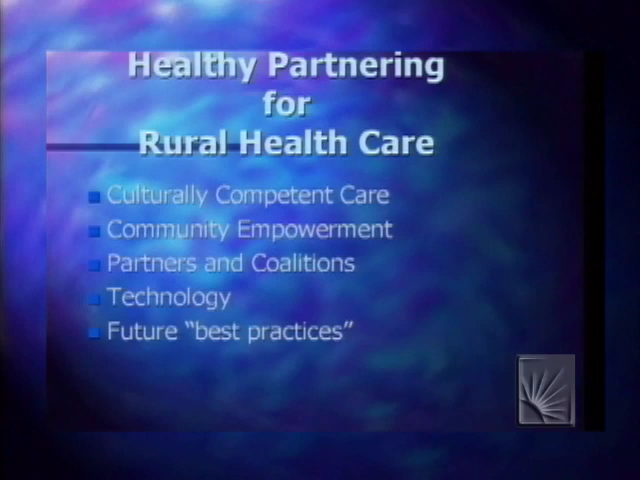 Healthy Partnering
for
Rural Health Care
Culturally Competent Care
Community Empowerment
Partners and Coalitions
Technology
Future “best practices”